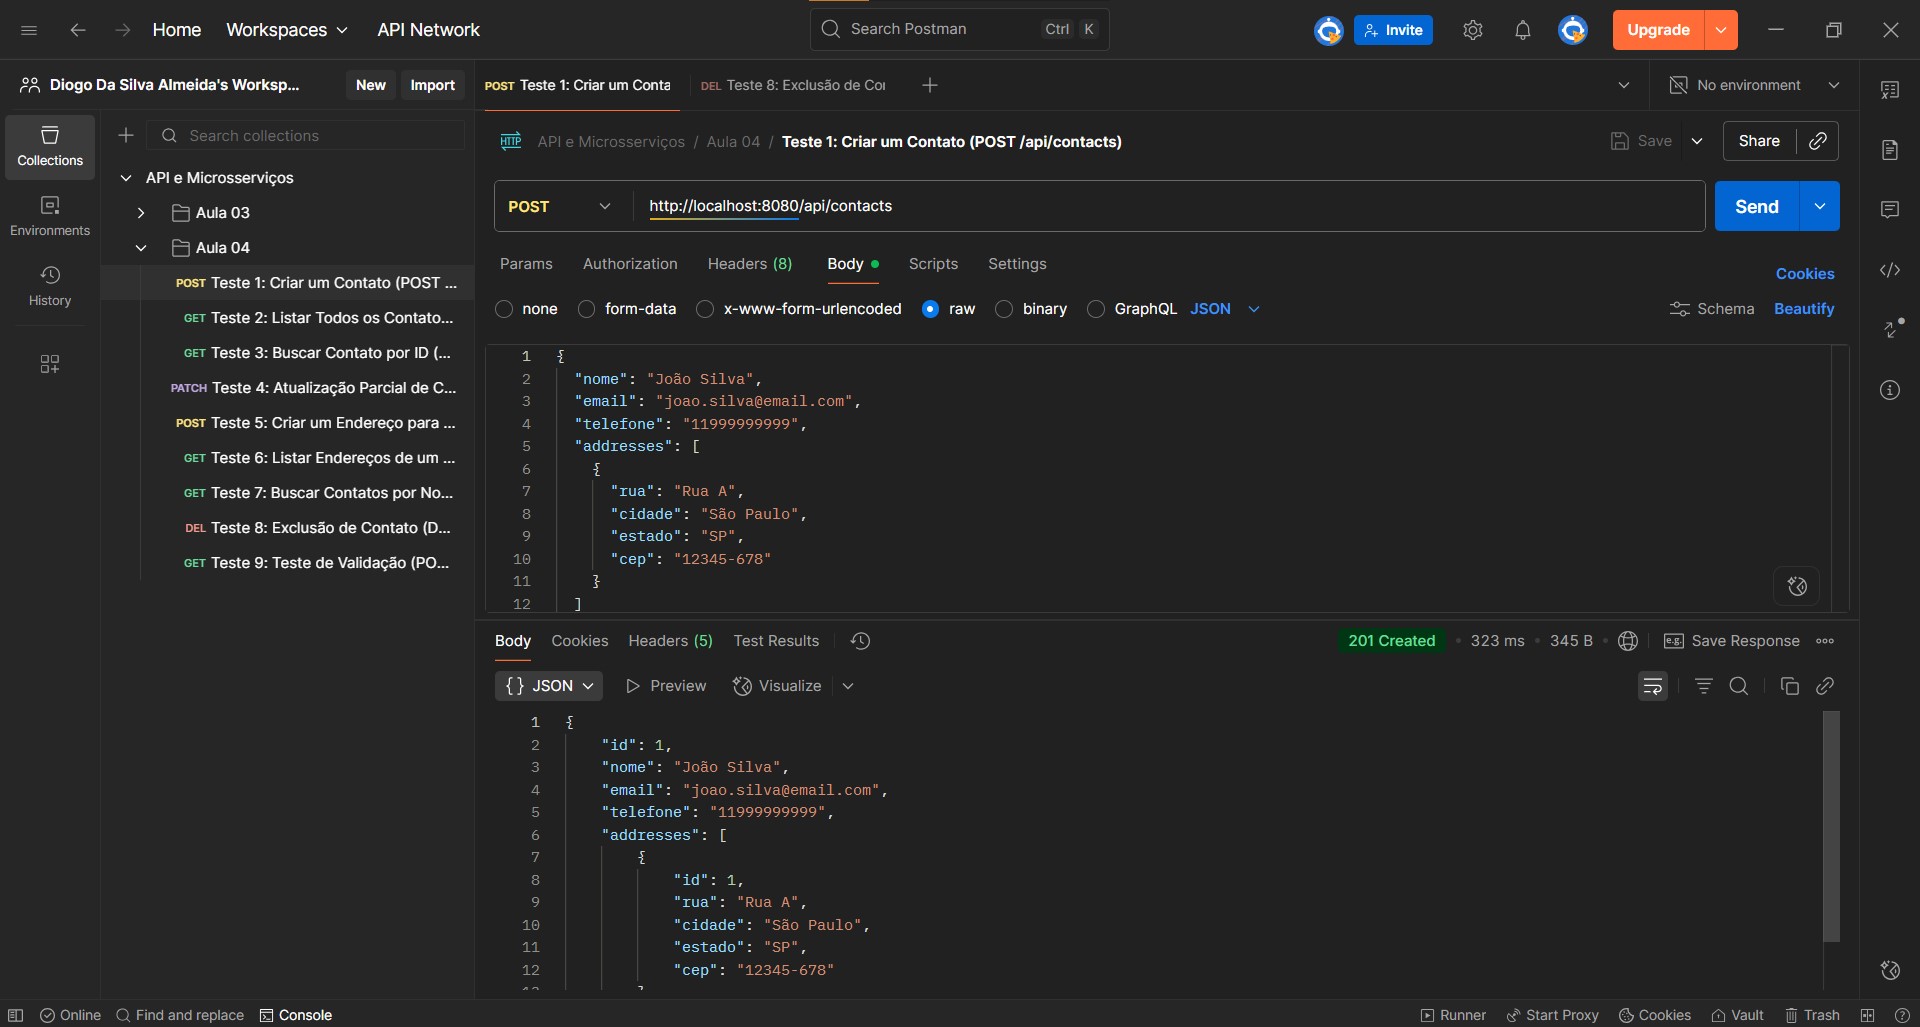 Home Workspaces API Network
Search Postman Ctrl K
Invite
Upgrade
Diogo Da Silva Almeida's Worksp... New Import
POST Teste 1: Criar um Conta
DEL Teste 8: Exclusão de Cor
No environment
Collections
Environments
History
Search collections
API e Microsserviços
Aula 03
Aula 04
POST Teste 1: Criar um Contato (POST ...
GET Teste 2: Listar Todos os Contato...
GET Teste 3: Buscar Contato por ID (...
PATCH Teste 4: Atualização Parcial de C...
POST Teste 5: Criar um Endereço para ...
GET Teste 6: Listar Endereços de um ...
GET Teste 7: Buscar Contatos por No...
DEL Teste 8: Exclusão de Contato (D...
GET Teste 9: Teste de Validação (PO...
HTTP API e Microsserviços / Aula 04 / Teste 1: Criar um Contato (POST /api/contacts)
Save Share
POST http://localhost:8080/api/contacts Send
Params Authorization Headers (8) Body Scripts Settings Cookies
none form-data x-www-form-urlencoded raw binary GraphQL JSON Schema Beautify
1 {
2 "nome": "João Silva",
3 "email": "joao.silva@email.com",
4 "telefone": "11999999999",
5 "addresses": [
6 {
7 "rua": "Rua A",
8 "cidade": "São Paulo",
9 "estado": "SP",
10 "cep": "12345-678"
11 }
12 ]
Body Cookies Headers (5) Test Results 201 Created 323 ms 345 B e.g. Save Response
{} JSON Preview Visualize
1 {
2 "id": 1,
3 "nome": "João Silva",
4 "email": "joao.silva@email.com",
5 "telefone": "11999999999",
6 "addresses": [
7 {
8 "id": 1,
9 "rua": "Rua A",
10 "cidade": "São Paulo",
11 "estado": "SP",
12 "cep": "12345-678"
Online Find and replace Console Runner Start Proxy Cookies Vault Trash